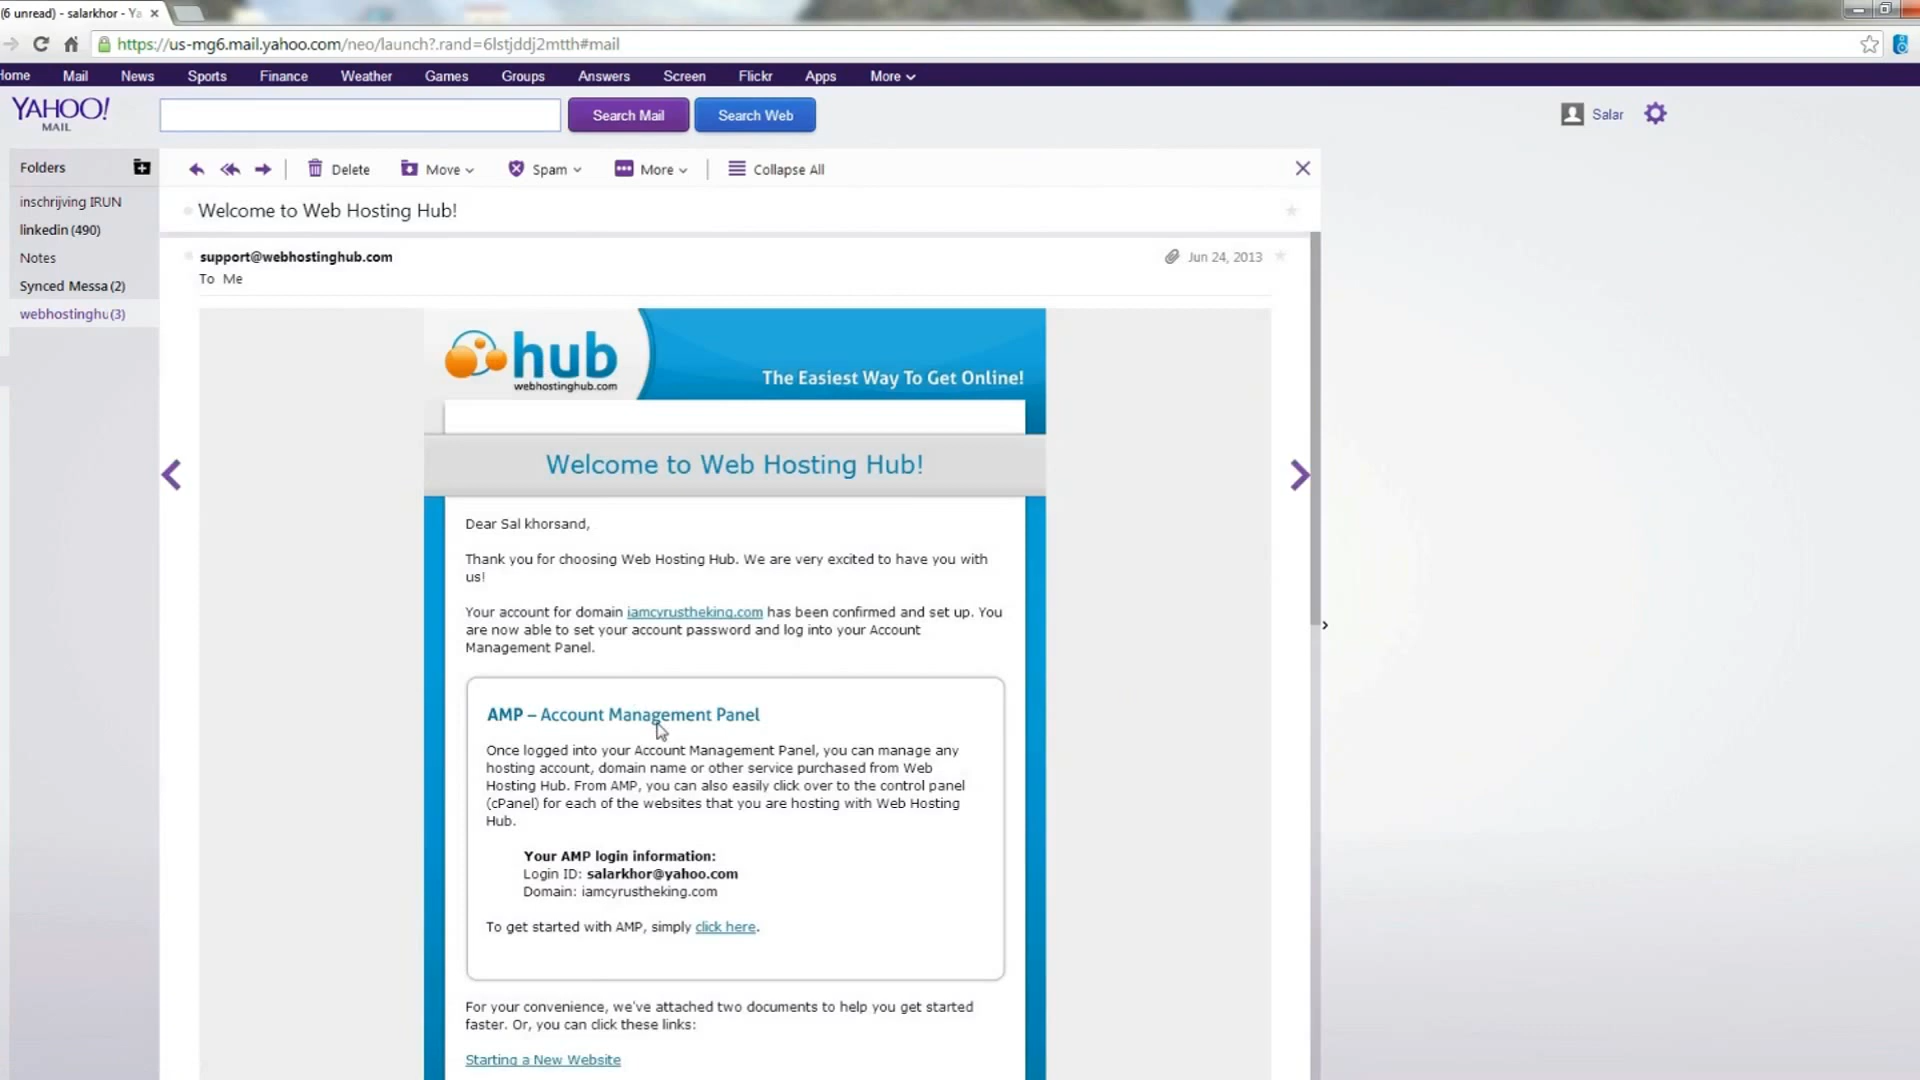 (6 unread) - salarkhor - Ya
https://us-mg6.mail.yahoo.com/neo/launch?.rand=6lstjddj2mtth#mail
Home Mail News Sports Finance Weather Games Groups Answers Screen Flickr Apps More
YAHOO!
MAIL
Search Mail
Search Web
Salar
Folders
Delete Move Spam More Collapse All
inschrijving IRUN
linkedin (490)
Notes
Synced Messa (2)
webhostinghu (3)
Welcome to Web Hosting Hub!
support@webhostinghub.com
Jun 24, 2013
To Me
hub
webhostinghub.com
The Easiest Way To Get Online!
Welcome to Web Hosting Hub!
Dear Sal khorsand,
Thank you for choosing Web Hosting Hub. We are very excited to have you with
us!
Your account for domain iamcyrustheking.com has been confirmed and set up. You
are now able to set your account password and log into your Account
Management Panel.
AMP – Account Management Panel
Once logged into your Account Management Panel, you can manage any
hosting account, domain name or other service purchased from Web
Hosting Hub. From AMP, you can also easily click over to the control panel
(cPanel) for each of the websites that you are hosting with Web Hosting
Hub.
Your AMP login information:
Login ID: salarkhor@yahoo.com
Domain: iamcyrustheking.com
To get started with AMP, simply click here.
For your convenience, we've attached two documents to help you get started
faster. Or, you can click these links:
Starting a New Website